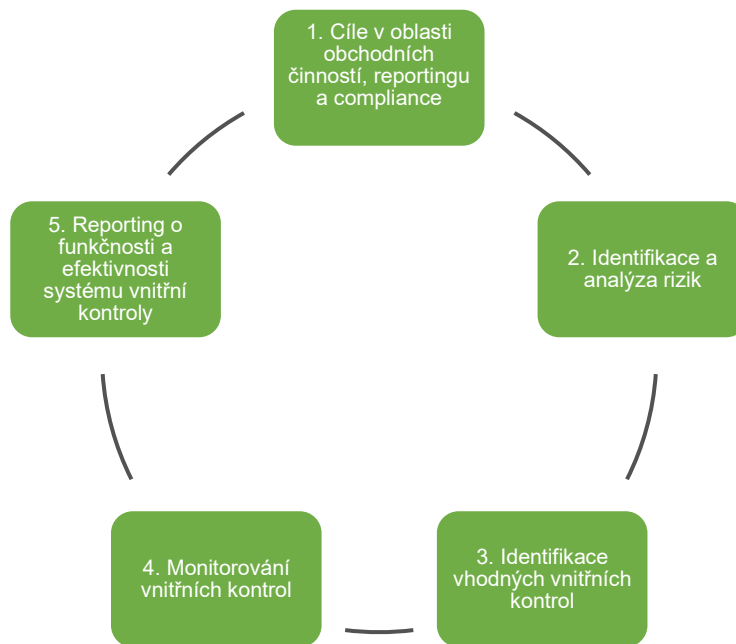 1. Cíle v oblasti
obchodních
činností, reportingu
a compliance
2. Identifikace a
analýza rizik
3. Identifikace
vhodných vnitřních
kontrol
4. Monitorování
vnitřních kontrol
5. Reporting o
funkčnosti a
efektivnosti
systému vnitřní
kontroly